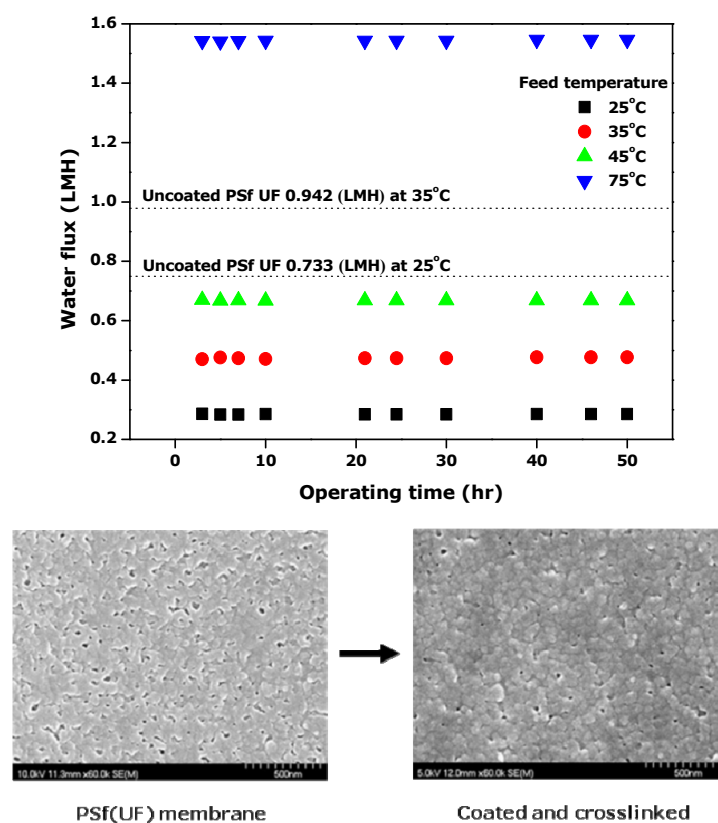 1.6
1.4
1.2
1.0
0.8
0.6
0.4
0.2
Water flux (LMH)
Feed temperature
25°C
35°C
45°C
75°C
Uncoated PSf UF 0.942 (LMH) at 35°C
Uncoated PSf UF 0.733 (LMH) at 25°C
0 10 20 30 40 50
Operating time (hr)
10.0kV 11.3mm x60.0k SE(M) 500nm
5.0kV 12.0mm x60.0k SE(M) 500nm
PSf(UF) membrane
Coated and crosslinked